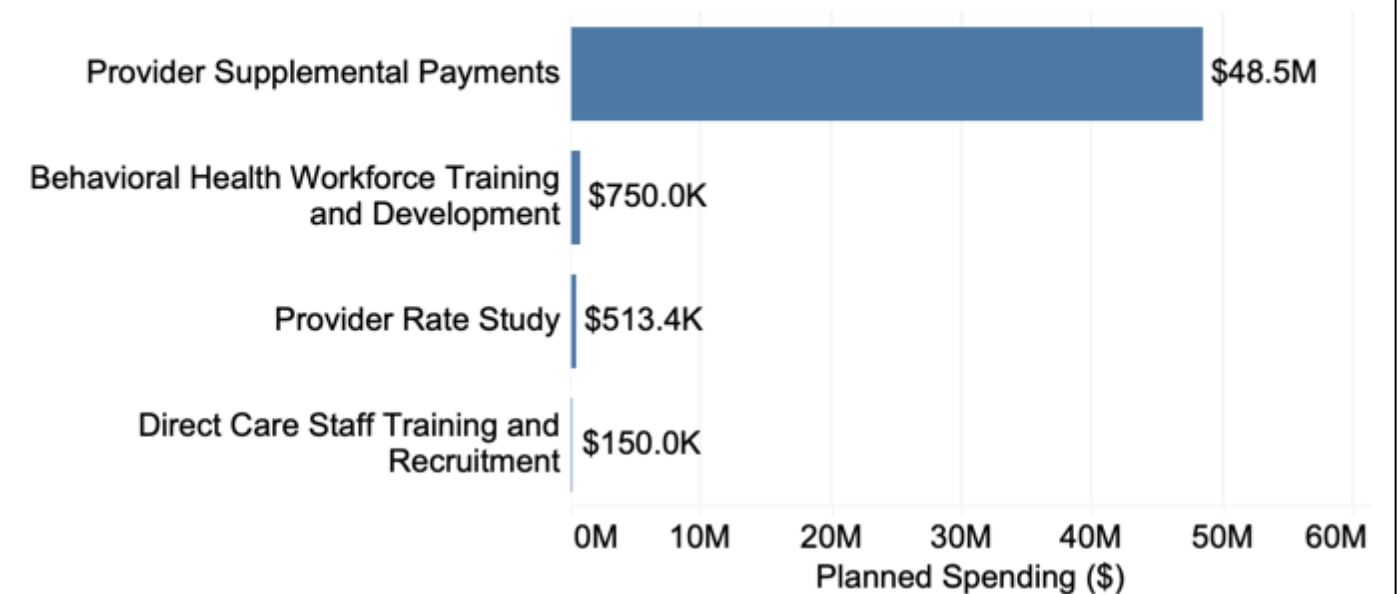 Provider Supplemental Payments
$48.5M
Behavioral Health Workforce Training
and Development
$750.0K
Provider Rate Study
$513.4K
Direct Care Staff Training and
Recruitment
$150.0K
0M 10M 20M 30M 40M 50M 60M
Planned Spending ($)